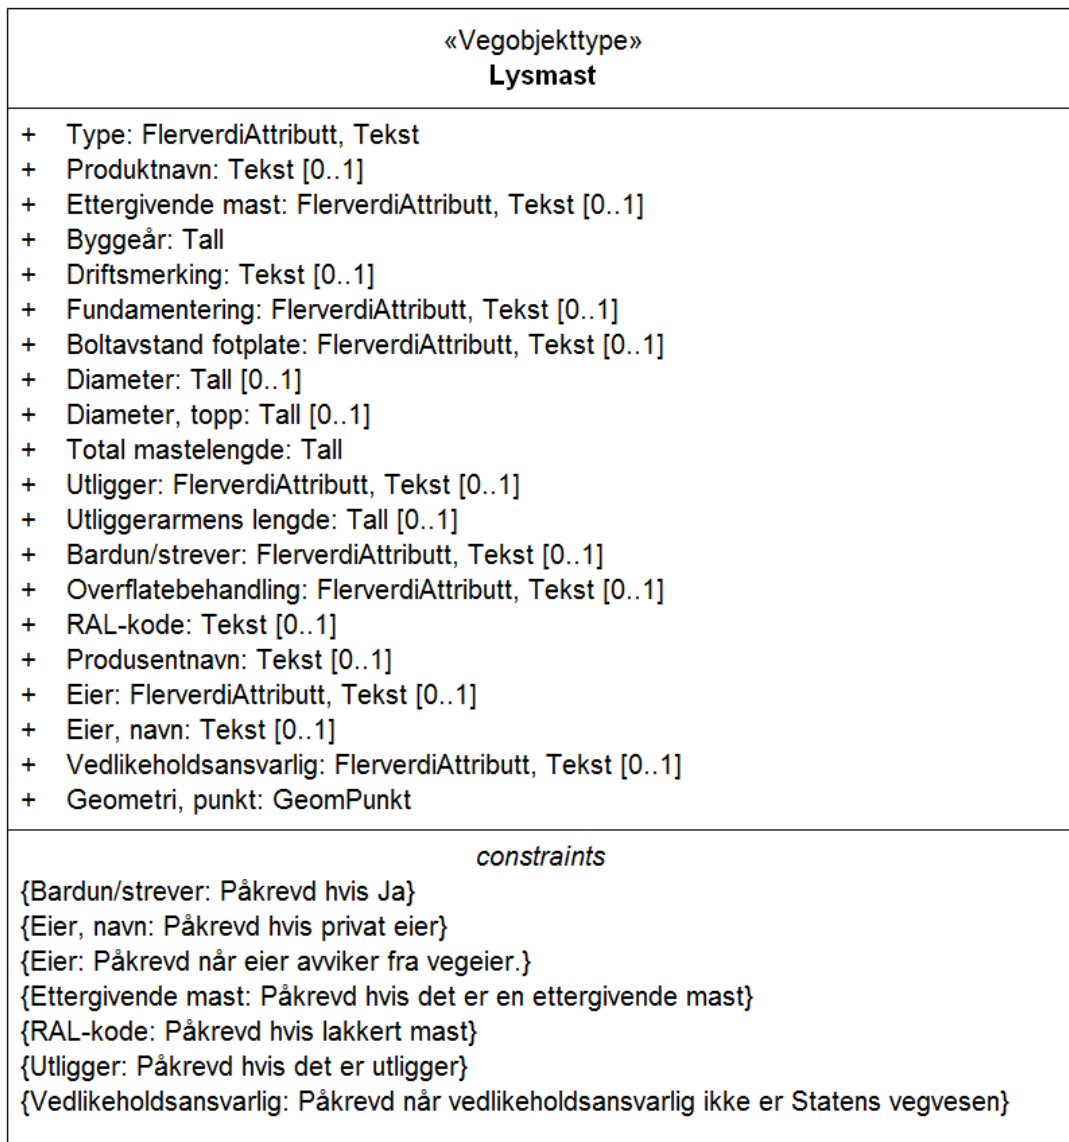 «Vegobjekttype»
Lysmast
+ Type: FlerverdiAttributt, Tekst
+ Produktnavn: Tekst [0..1]
+ Ettergivende mast: FlerverdiAttributt, Tekst [0..1]
+ Byggeår: Tall
+ Driftsmerking: Tekst [0..1]
+ Fundamentering: FlerverdiAttributt, Tekst [0..1]
+ Boltavstand fotplate: FlerverdiAttributt, Tekst [0..1]
+ Diameter: Tall [0..1]
+ Diameter, topp: Tall [0..1]
+ Total mastelengde: Tall
+ Utligger: FlerverdiAttributt, Tekst [0..1]
+ Utliggerarmens lengde: Tall [0..1]
+ Bardun/strever: FlerverdiAttributt, Tekst [0..1]
+ Overflatebehandling: FlerverdiAttributt, Tekst [0..1]
+ RAL-kode: Tekst [0..1]
+ Produsentnavn: Tekst [0..1]
+ Eier: FlerverdiAttributt, Tekst [0..1]
+ Eier, navn: Tekst [0..1]
+ Vedlikeholdsansvarlig: FlerverdiAttributt, Tekst [0..1]
+ Geometri, punkt: GeomPunkt
constraints
{Bardun/strever: Påkrevd hvis Ja}
{Eier, navn: Påkrevd hvis privat eier}
{Eier: Påkrevd når eier avviker fra vegeier.}
{Ettergivende mast: Påkrevd hvis det er en ettergivende mast}
{RAL-kode: Påkrevd hvis lakkert mast}
{Utligger: Påkrevd hvis det er utligger}
{Vedlikeholdsansvarlig: Påkrevd når vedlikeholdsansvarlig ikke er Statens vegvesen}